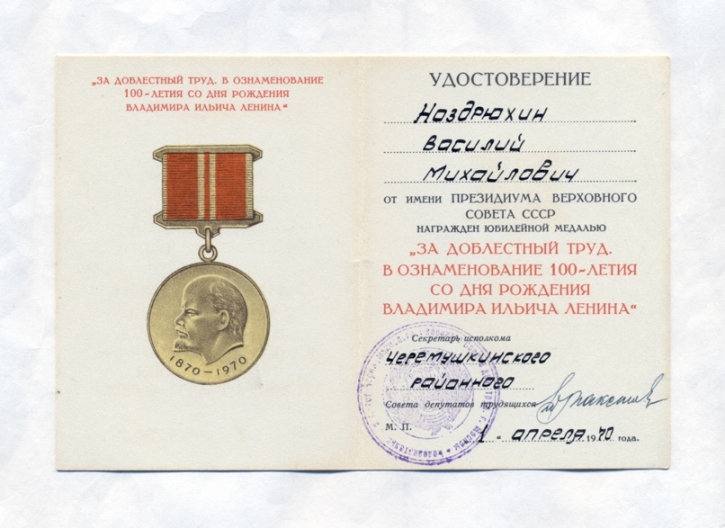 „ЗА ДОБЛЕСТНЫЙ ТРУД. В ОЗНАМЕНОВАНИЕ
100-ЛЕТИЯ СО ДНЯ РОЖДЕНИЯ
ВЛАДИМИРА ИЛЬИЧА ЛЕНИНА“
1870-1970
УДОСТОВЕРЕНИЕ
Ноздрюхин
Василий
Михайлович
ОТ ИМЕНИ ПРЕЗИДИУМА ВЕРХОВНОГО
СОВЕТА СССР
НАГРАЖДЕН ЮБИЛЕЙНОЙ МЕДАЛЬЮ
„ЗА ДОБЛЕСТНЫЙ ТРУД.
В ОЗНАМЕНОВАНИЕ 100-ЛЕТИЯ
СО ДНЯ РОЖДЕНИЯ
ВЛАДИМИРА ИЛЬИЧА ЛЕНИНА“
Секретарь исполкома
Черемушкинского
районного
Совета депутатов трудящихся
М. П.
1 - апреля 1970 года.